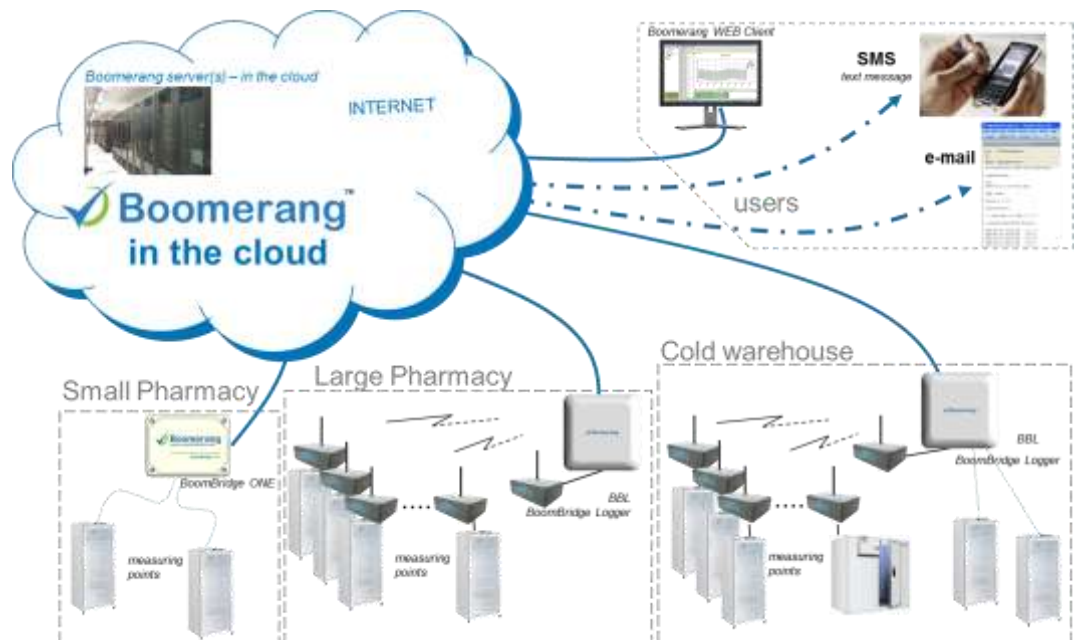 Boomerang WEB Client
Boomerang server(s) – in the cloud
INTERNET
SMS
text message
e-mail
users
Boomerang™
in the cloud
Small Pharmacy
Large Pharmacy
Cold warehouse
Boomerang
BoomBridge ONE
BBL
BoomBridge Logger
BBL
BoomBridge Logger
measuring
points
measuring
points
measuring
points